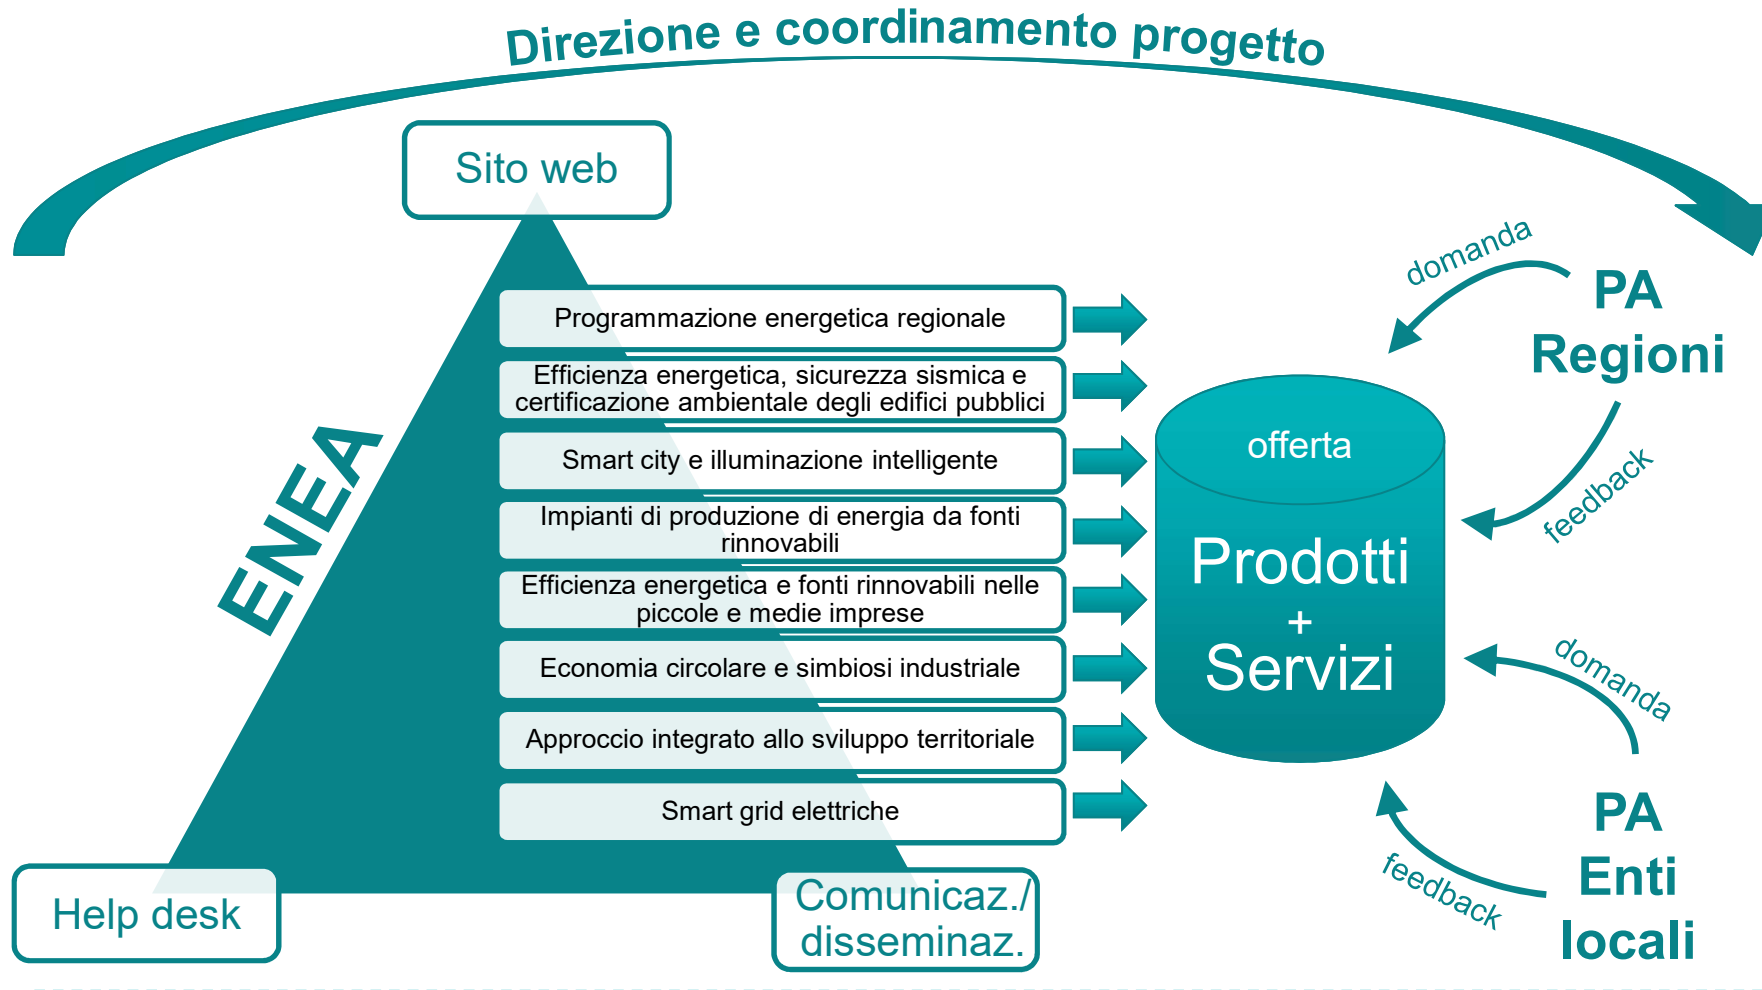 Direzione e coordinamento progetto
Sito web
ENEA
Programmazione energetica regionale
Efficienza energetica, sicurezza sismica e
certificazione ambientale degli edifici pubblici
Smart city e illuminazione intelligente
Impianti di produzione di energia da fonti
rinnovabili
Efficienza energetica e fonti rinnovabili nelle
piccole e medie imprese
Economia circolare e simbiosi industriale
Approccio integrato allo sviluppo territoriale
Smart grid elettriche
Help desk
Comunicaz./
disseminaz.
offerta
Prodotti
+
Servizi
domanda
PA
Regioni
feedback
domanda
PA
Enti
locali
feedback